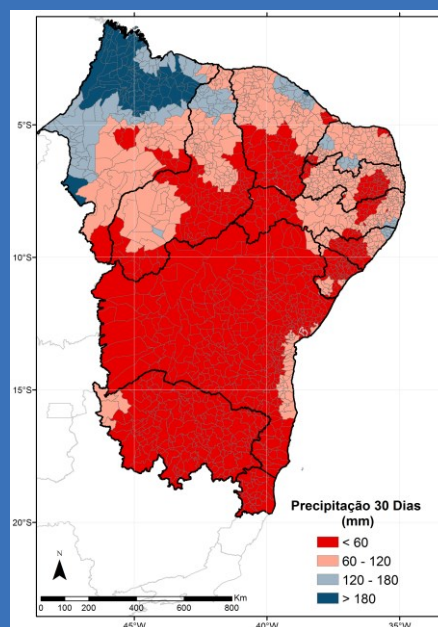 5°S
10°S
15°S
20°S
45°W
40°W
35°W
Precipitação 30 Dias
(mm)
< 60
60 - 120
120 - 180
> 180
N
0 100 200 400 600 800
Km